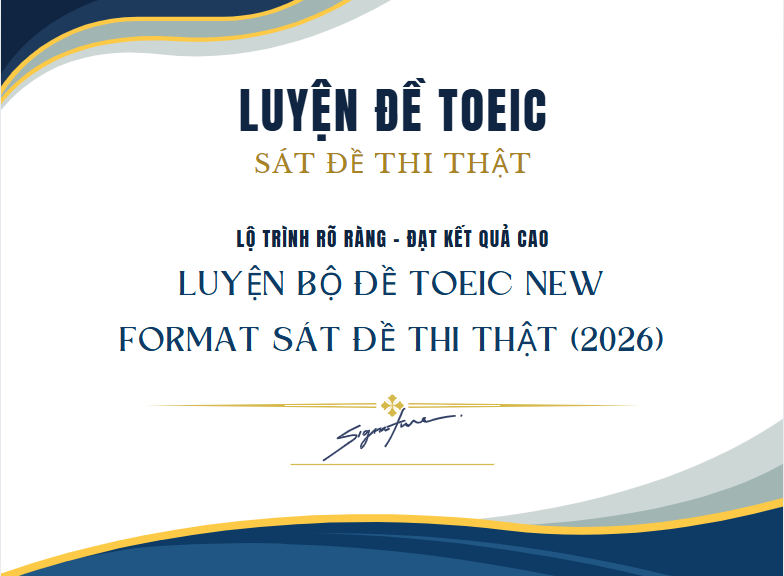 LUYỆN ĐỀ TOEIC
SÁT ĐỀ THI THẬT
LỘ TRÌNH RÕ RÀNG - ĐẠT KẾT QUẢ CAO
LUYỆN BỘ ĐỀ TOEIC NEW
FORMAT SÁT ĐỀ THI THẬT (2026)
Signature